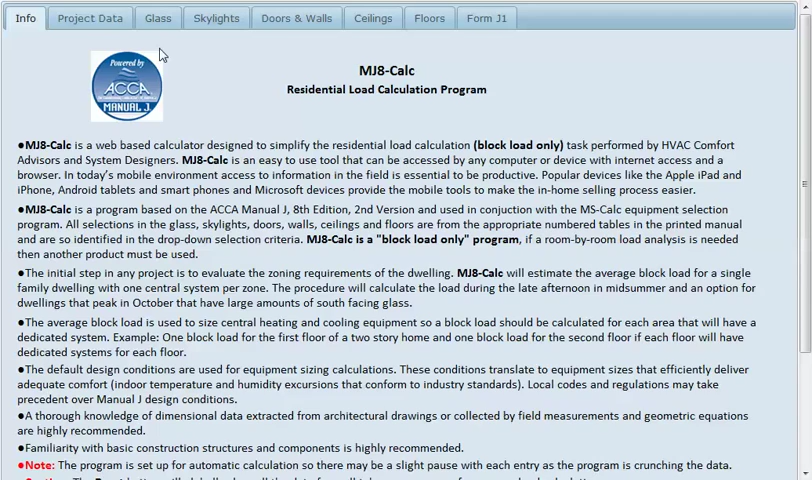 Info Project Data Glass Skylights Doors & Walls Ceilings Floors Form J1
Powered by
ACCA
MANUAL J.
MJ8-Calc
Residential Load Calculation Program
●MJ8-Calc is a web based calculator designed to simplify the residential load calculation (block load only) task performed by HVAC Comfort
Advisors and System Designers. MJ8-Calc is an easy to use tool that can be accessed by any computer or device with internet access and a
browser. In today's mobile environment access to information in the field is essential to be productive. Popular devices like the Apple iPad and
iPhone, Android tablets and smart phones and Microsoft devices provide the mobile tools to make the in-home selling process easier.
●MJ8-Calc is a program based on the ACCA Manual J, 8th Edition, 2nd Version and used in conjuction with the MS-Calc equipment selection
program. All selections in the glass, skylights, doors, walls, ceilings and floors are from the appropriate numbered tables in the printed manual
and are so identified in the drop-down selection criteria. MJ8-Calc is a "block load only" program, if a room-by-room load analysis is needed
then another product must be used.
●The initial step in any project is to evaluate the zoning requirements of the dwelling. MJ8-Calc will estimate the average block load for a single
family dwelling with one central system per zone. The procedure will calculate the load during the late afternoon in midsummer and an option for
dwellings that peak in October that have large amounts of south facing glass.
●The average block load is used to size central heating and cooling equipment so a block load should be calculated for each area that will have a
dedicated system. Example: One block load for the first floor of a two story home and one block load for the second floor if each floor will have
dedicated systems for each floor.
●The default design conditions are used for equipment sizing calculations. These conditions translate to equipment sizes that efficiently deliver
adequate comfort (indoor temperature and humidity excursions that conform to industry standards). Local codes and regulations may take
precedent over Manual J design conditions.
●A thorough knowledge of dimensional data extracted from architectural drawings or collected by field measurements and geometric equations
are highly recommended.
●Familiarity with basic construction structures and components is highly recommended.
●Note: The program is set up for automatic calculation so there may be a slight pause with each entry as the program is crunching the data.